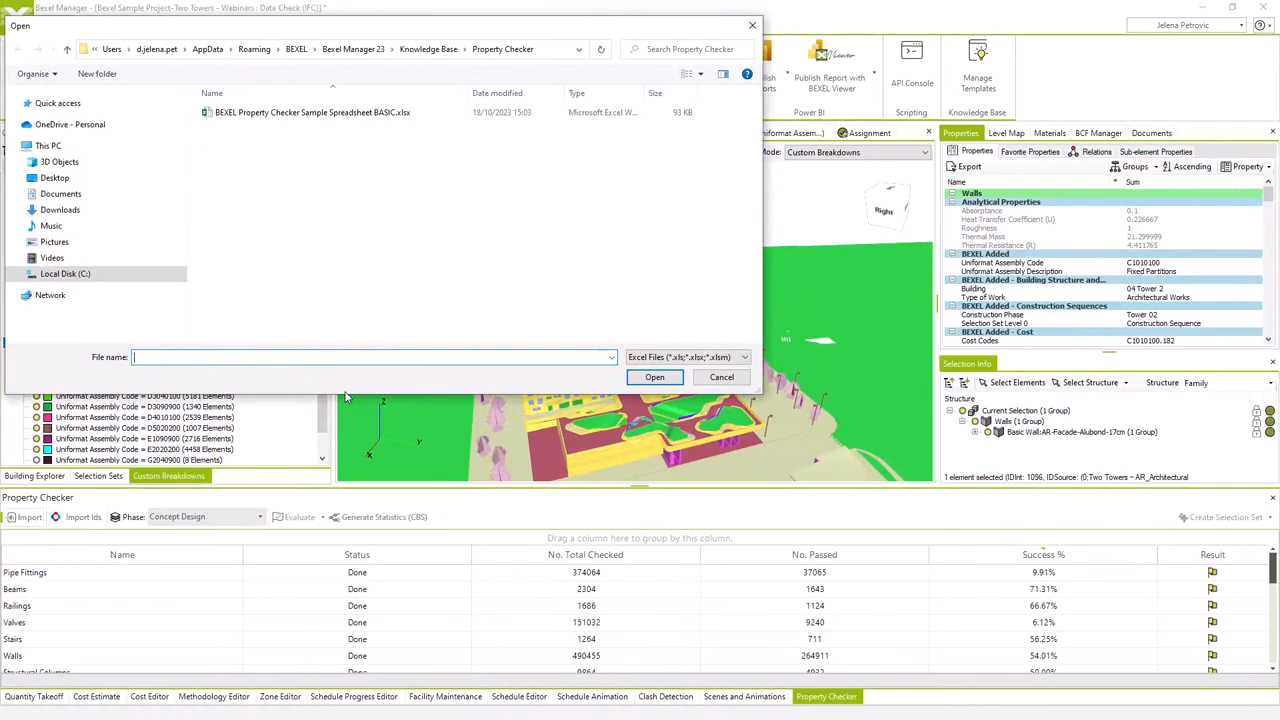 Bexel Manager - [Bexel Sample Project-Two Towers - Webinars : Data Check (IFC)] *
Jelena Petrovic
Open
Users › d.jelena.pet › AppData › Roaming › BEXEL › Bexel Manager 23 › Knowledge Base › Property Checker
Search Property Checker
Organise
New folder
Name Date modified Type Size
BEXEL Property Checker Sample Spreadsheet BASIC.xlsx 18/10/2023 15:03 Microsoft Excel W... 93 KB
Quick access
OneDrive - Personal
This PC
3D Objects
Desktop
Documents
Downloads
Music
Pictures
Videos
Local Disk (C:)
Network
File name:
Excel Files (*.xls;*.xlsx;*.xlsm)
Open
Cancel
Publish Report with
BEXEL Viewer
Power BI
API Console
Scripting
Manage
Templates
Knowledge Base
Assignment
Mode: Custom Breakdowns
Right
Z
Y
X
Properties Level Map Materials BCF Manager Documents
Properties Favorite Properties Relations Sub-element Properties
Export Groups Ascending Property
Name Sum
Walls
Analytical Properties
Absorptance 0.1
Heat Transfer Coefficient (U) 0.226667
Roughness 1
Thermal Mass 21.299999
Thermal Resistance (R) 4.411765
BEXEL Added
Uniformat Assembly Code C1010100
Uniformat Assembly Description Fixed Partitions
BEXEL Added - Building Structure and...
Building 04 Tower 2
Type of Work Architectural Works
BEXEL Added - Construction Sequences
Construction Phase Tower 02
Selection Set Level 0 Construction Sequence
BEXEL Added - Cost
Cost Codes C1010100.182
Selection Info
Select Elements Select Structure Structure Family
Structure
Current Selection (1 Group)
Walls (1 Group)
Basic Wall:AR-Facade-Alubond-17cm (1 Group)
1 element selected (IDInt: 1096, IDSource: (0;Two Towers – AR_Architectural
Uniformat Assembly Code = D3040100 (5181 Elements)
Uniformat Assembly Code = D3090900 (1340 Elements)
Uniformat Assembly Code = D4010100 (2539 Elements)
Uniformat Assembly Code = D5020100 (1007 Elements)
Uniformat Assembly Code = E1090900 (2716 Elements)
Uniformat Assembly Code = E2020200 (4458 Elements)
Uniformat Assembly Code = G2040900 (8 Elements)
Building Explorer Selection Sets Custom Breakdowns
Property Checker
Import Import Ids Phase: Concept Design Evaluate Generate Statistics (CBS) Create Selection Set
Drag a column here to group by this column.
Name Status No. Total Checked No. Passed Success % Result
Pipe Fittings Done 374064 37065 9.91%
Beams Done 2304 1643 71.31%
Railings Done 1686 1124 66.67%
Valves Done 151032 9240 6.12%
Stairs Done 1264 711 56.25%
Walls Done 490455 264911 54.01%
Structural Columns Done 9864 4932 50.00%
Quantity Takeoff Cost Estimate Cost Editor Methodology Editor Zone Editor Schedule Progress Editor Facility Maintenance Schedule Editor Schedule Animation Clash Detection Scenes and Animations Property Checker